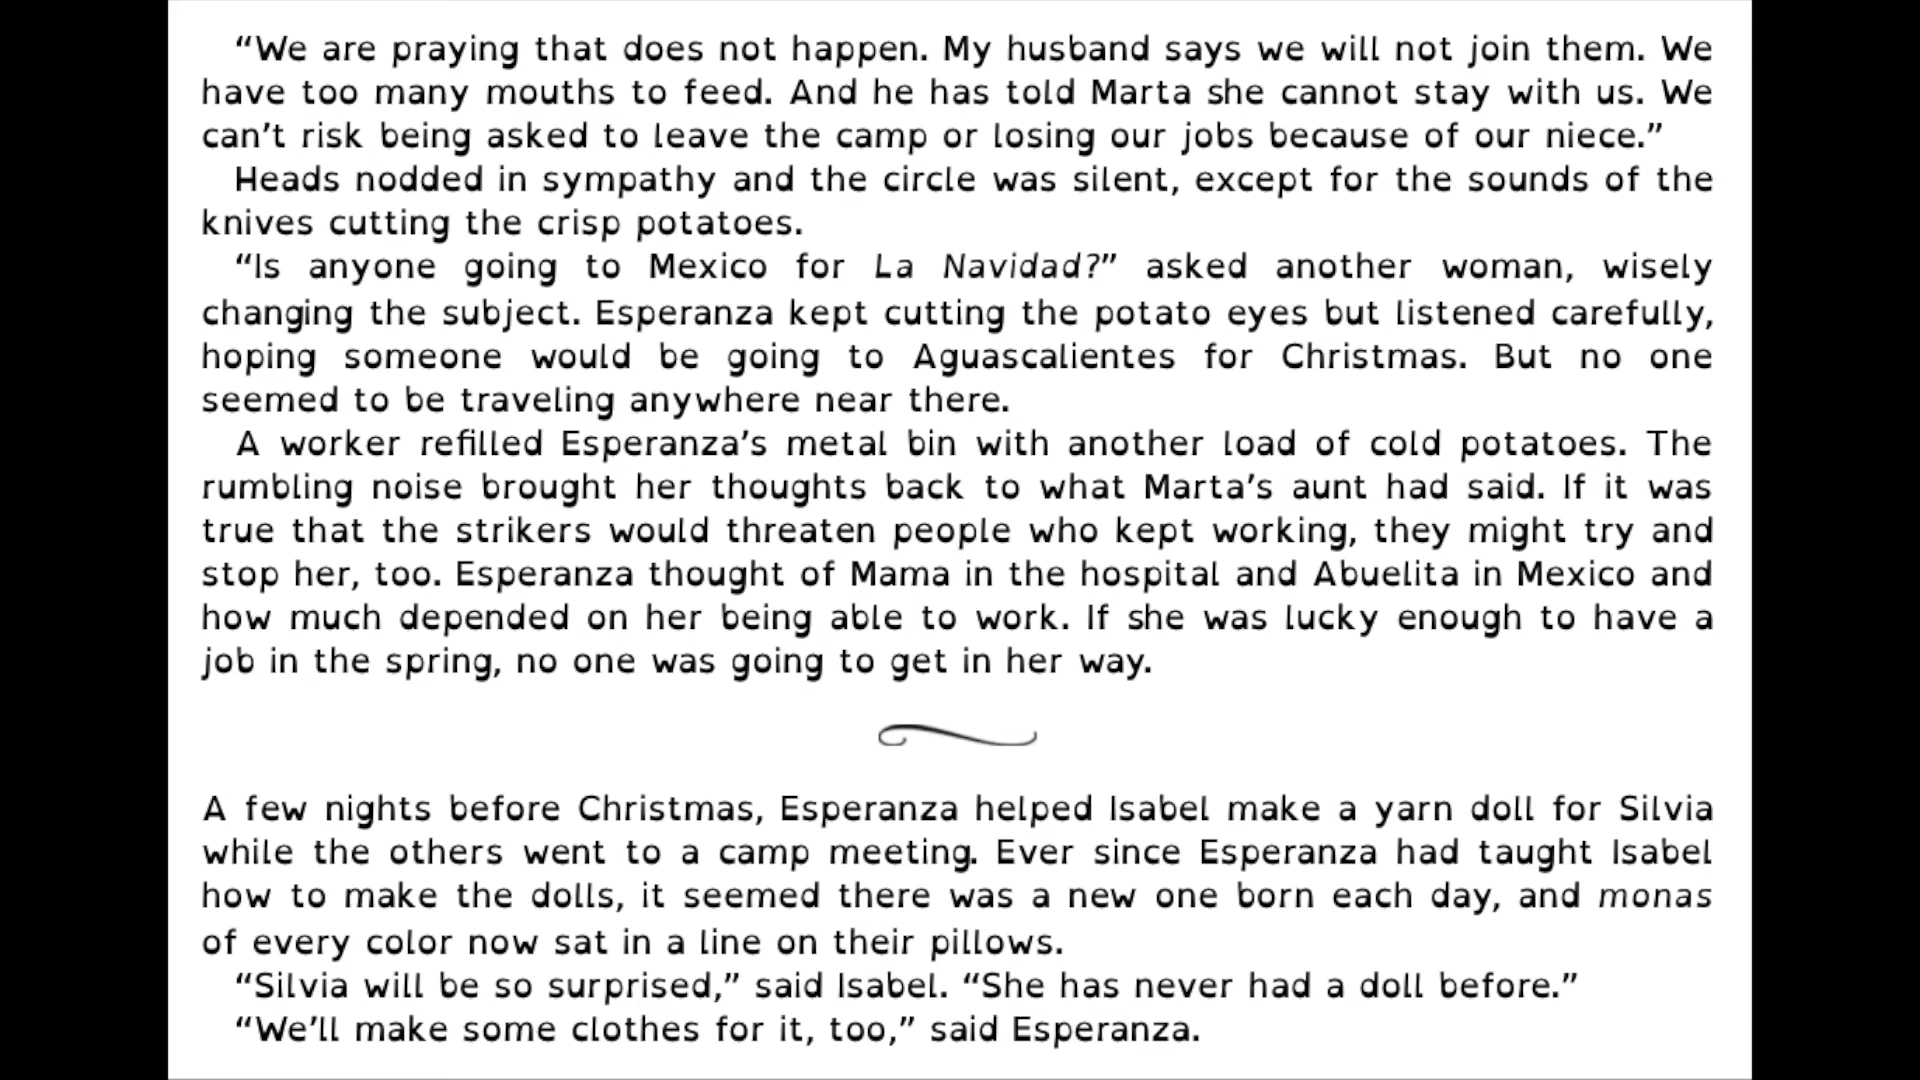 “We are praying that does not happen. My husband says we will not join them. We
have too many mouths to feed. And he has told Marta she cannot stay with us. We
can’t risk being asked to leave the camp or losing our jobs because of our niece.”
Heads nodded in sympathy and the circle was silent, except for the sounds of the
knives cutting the crisp potatoes.
“Is anyone going to Mexico for La Navidad?” asked another woman, wisely
changing the subject. Esperanza kept cutting the potato eyes but listened carefully,
hoping someone would be going to Aguascalientes for Christmas. But no one
seemed to be traveling anywhere near there.
A worker refilled Esperanza’s metal bin with another load of cold potatoes. The
rumbling noise brought her thoughts back to what Marta’s aunt had said. If it was
true that the strikers would threaten people who kept working, they might try and
stop her, too. Esperanza thought of Mama in the hospital and Abuelita in Mexico and
how much depended on her being able to work. If she was lucky enough to have a
job in the spring, no one was going to get in her way.
A few nights before Christmas, Esperanza helped Isabel make a yarn doll for Silvia
while the others went to a camp meeting. Ever since Esperanza had taught Isabel
how to make the dolls, it seemed there was a new one born each day, and monas
of every color now sat in a line on their pillows.
“Silvia will be so surprised,” said Isabel. “She has never had a doll before.”
“We’ll make some clothes for it, too,” said Esperanza.